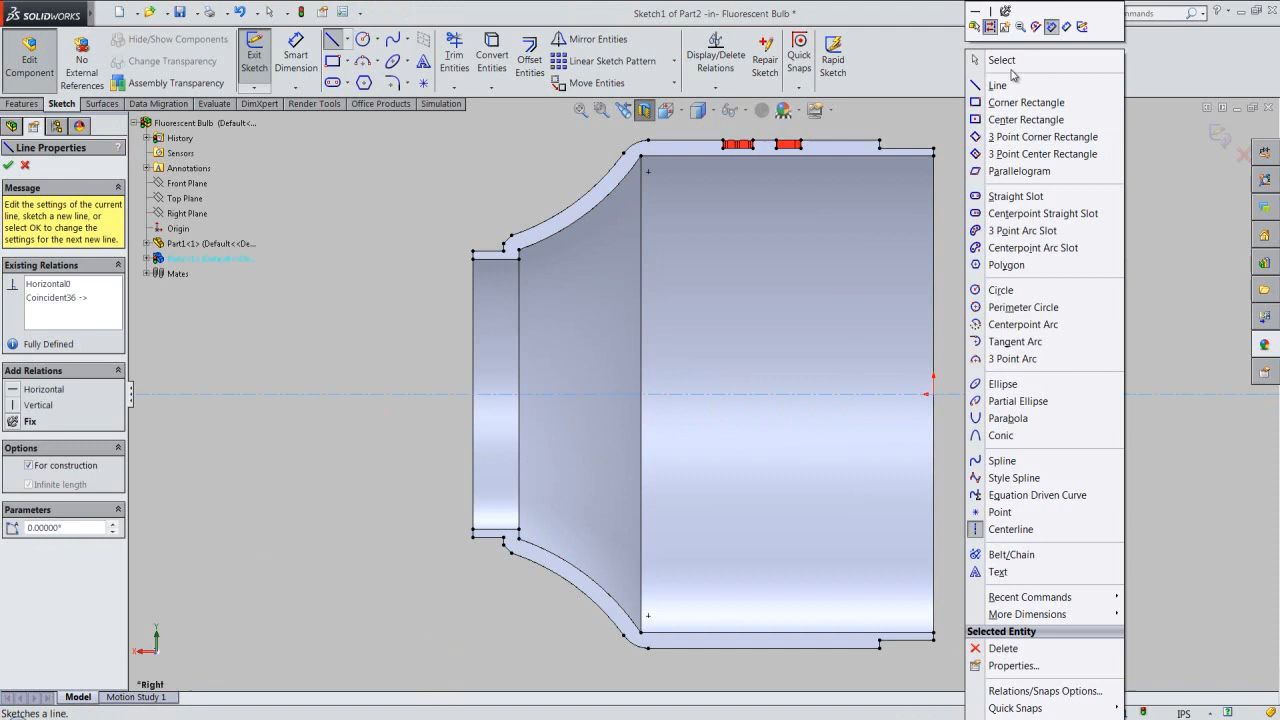 SOLIDWORKS
Sketch1 of Part2 -in- Fluorescent Bulb *
Edit Component
No External References
Hide/Show Components
Change Transparency
Assembly Transparency
Exit Sketch
Smart Dimension
Trim Entities
Convert Entities
Offset Entities
Mirror Entities
Linear Sketch Pattern
Move Entities
Display/Delete Relations
Repair Sketch
Quick Snaps
Rapid Sketch
Features
Sketch
Surfaces
Data Migration
Evaluate
DimXpert
Render Tools
Office Products
Simulation
Line Properties
?
Message
Edit the settings of the current
line, sketch a new line, or
select OK to change the
settings for the next new line.
Existing Relations
Horizontal0
Coincident36 ->
Fully Defined
Add Relations
Horizontal
Vertical
Fix
Options
For construction
Infinite length
Parameters
0.00000°
Fluorescent Bulb (Default<<De...
History
Sensors
Annotations
Front Plane
Top Plane
Right Plane
Origin
Part1<1> (Default<<De...
Mates
Y
X
*Right
Model
Motion Study 1
Sketches a line.
Select
Line
Corner Rectangle
Center Rectangle
3 Point Corner Rectangle
3 Point Center Rectangle
Parallelogram
Straight Slot
Centerpoint Straight Slot
3 Point Arc Slot
Centerpoint Arc Slot
Polygon
Circle
Perimeter Circle
Centerpoint Arc
Tangent Arc
3 Point Arc
Ellipse
Partial Ellipse
Parabola
Conic
Spline
Style Spline
Equation Driven Curve
Point
Centerline
Belt/Chain
Text
Recent Commands
More Dimensions
Selected Entity
Delete
Properties...
Relations/Snaps Options...
Quick Snaps
IPS